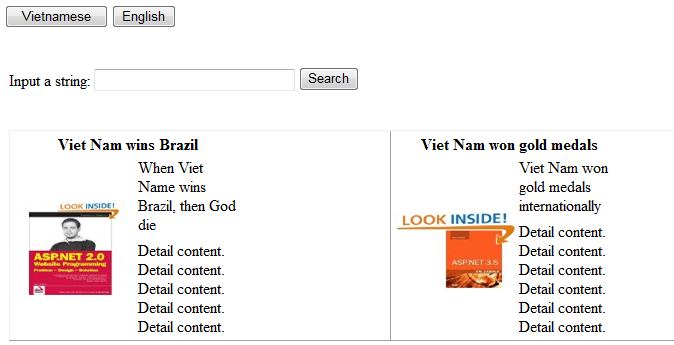 Vietnamese English
Input a string: Search
Viet Nam wins Brazil
When Viet
Name wins
Brazil, then God
die
Detail content.
Detail content.
Detail content.
Detail content.
Detail content.
LOOK INSIDE!
ASP.NET 2.0
Website Programming
Problem - Design - Solution
Viet Nam won gold medals
Viet Nam won
gold medals
internationally
Detail content.
Detail content.
Detail content.
Detail content.
Detail content.
Detail content.
LOOK INSIDE!
ASP.NET 3.5